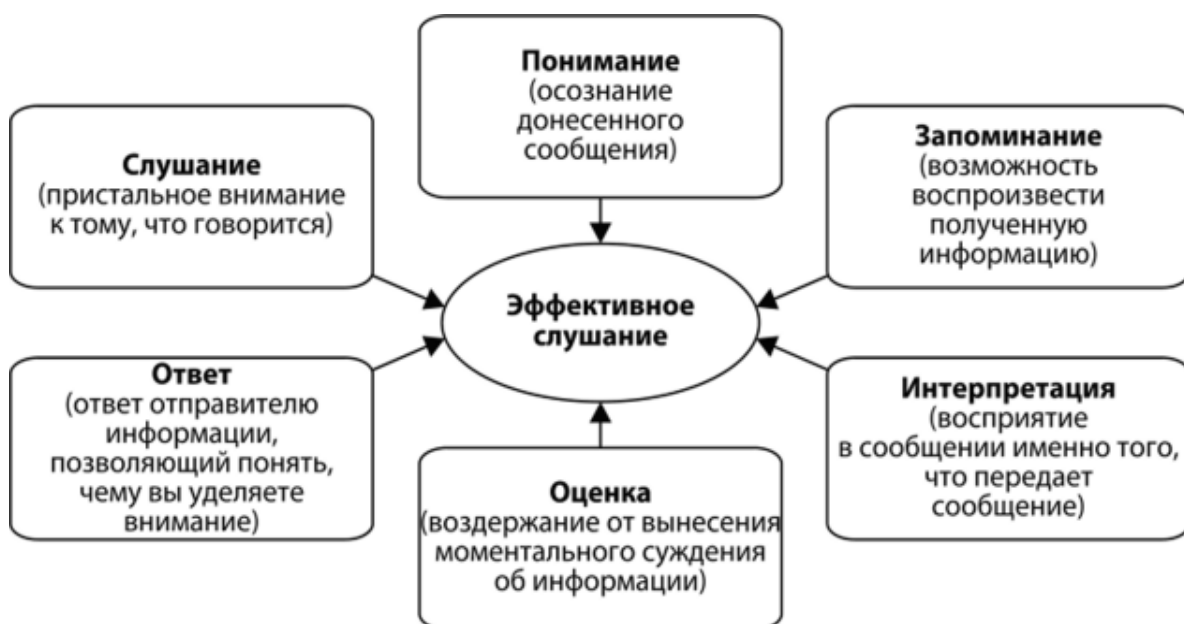 Понимание
(осознание
донесенного
сообщения)
Слушание
(пристальное внимание
к тому, что говорится)
Запоминание
(возможность
воспроизвести
полученную
информацию)
Эффективное
слушание
Ответ
(ответ отправителю
информации,
позволяющий понять,
чему вы уделяете
внимание)
Оценка
(воздержание от вынесения
моментального суждения
об информации)
Интерпретация
(восприятие
в сообщении именно того,
что передает
сообщение)